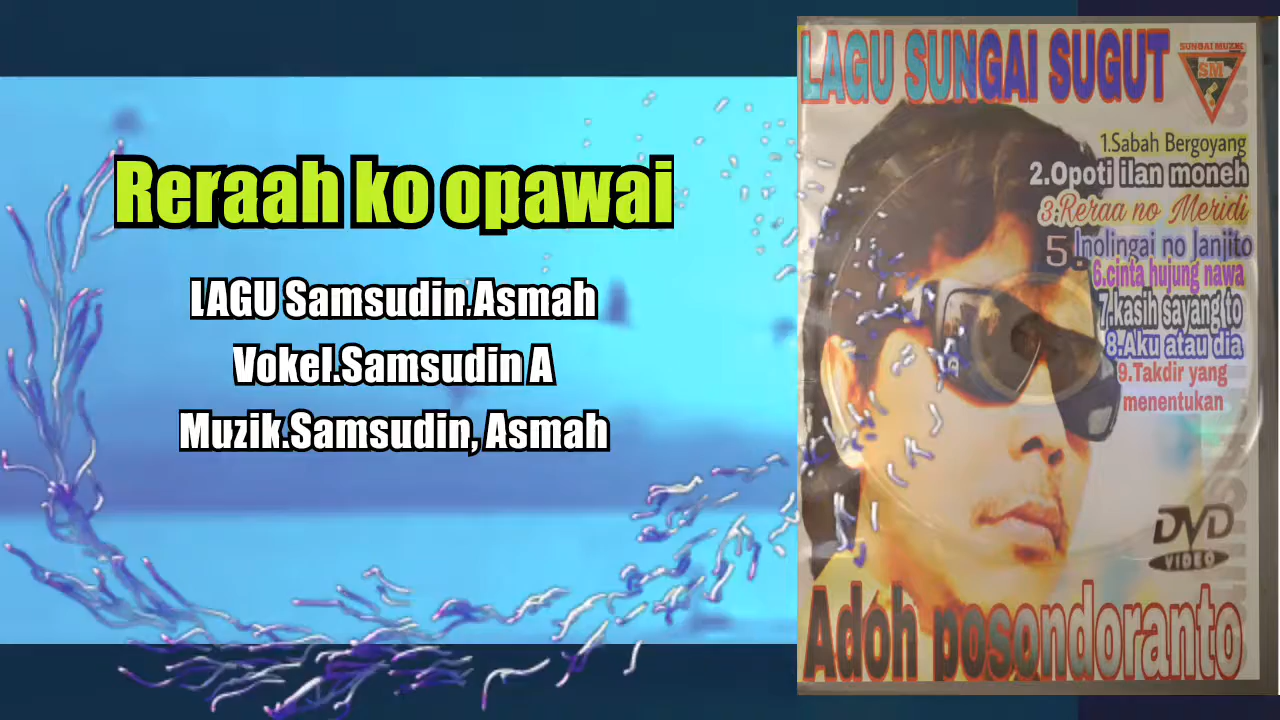 Reraah ko opawai
LAGU Samsudin.Asmah
Vokel.Samsudin A
Muzik.Samsudin, Asmah
LAGU SUNGAI SUGUT
SUNGAI MUZIK
SM
1.Sabah Bergoyang
2.Opoti ilan moneh
3.Reraa no Meridi
5.Inolingai no Janjito
6.cinta hujung nawa
7.kasih sayang to
8.Aku atau dia
9.Takdir yang
menentukan
DVD
VIDEO
Adoh posondoranto